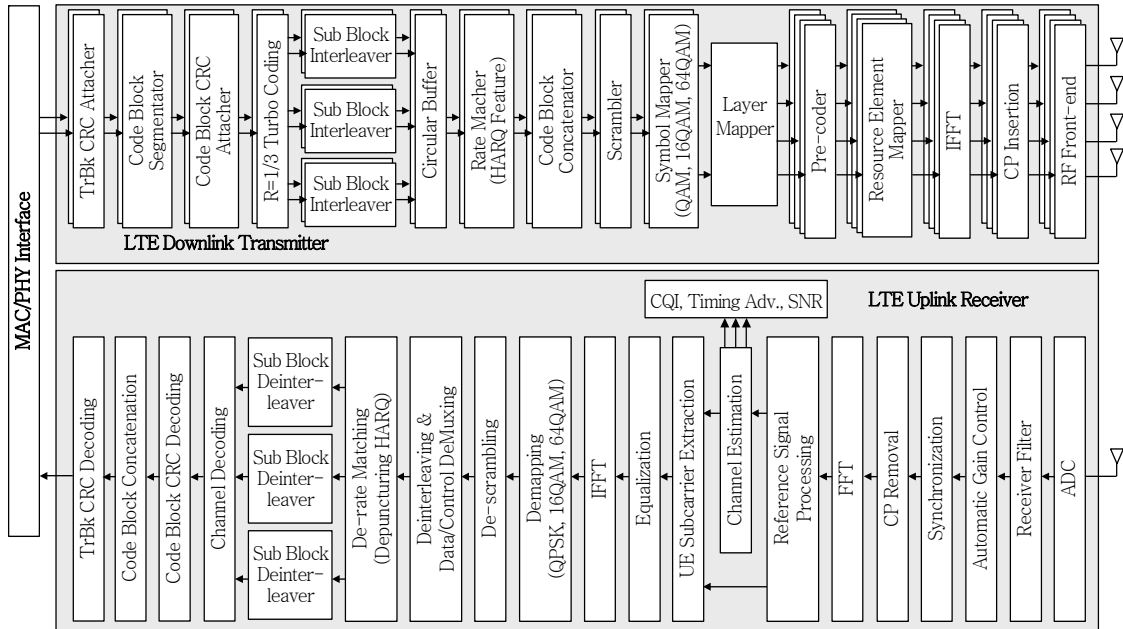 MAC/PHY Interface
TrBk CRC Attacher
Code Block
Segmentator
Code Block CRC
Attacher
R=1/3 Turbo Coding
Sub Block
Interleaver
Sub Block
Interleaver
Sub Block
Interleaver
Circular Buffer
Rate Macher
(HARQ Feature)
Code Block
Concatenator
Scrambler
Symbol Mapper
(QAM, 16QAM, 64QAM)
Layer
Mapper
Pre-coder
Resource Element
Mapper
IFFT
CP Insertion
RF Front-end
LTE Downlink Transmitter
LTE Uplink Receiver
CQI, Timing Adv., SNR
TrBk CRC Decoding
Code Block Concatenation
Code Block CRC Decoding
Channel Decoding
Sub Block
Deinter-
leaver
Sub Block
Deinter-
leaver
Sub Block
Deinter-
leaver
De-rate Matching
(Depuncturing HARQ)
Deinterleaving &
Data/Control DeMuxing
De-scrambling
Demapping
(QPSK, 16QAM, 64QAM)
IFFT
Equalization
UE Subcarrier Extraction
Channel Estimation
Reference Signal
Processing
FFT
CP Removal
Synchronization
Automatic Gain Control
Receiver Filter
ADC